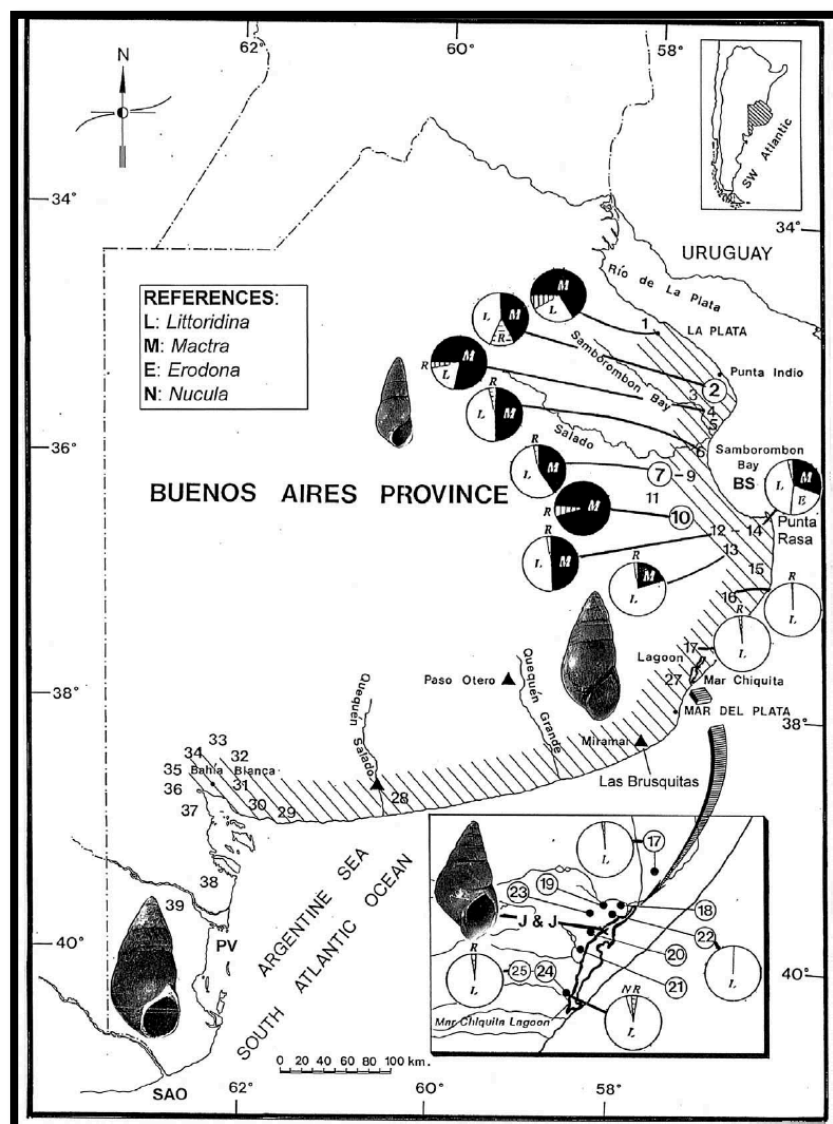 62°
60°
58°
N
34°
34°
SW Atlantic
URUGUAY
Río de La Plata
REFERENCES:
L: Littoridina
M: Mactra
E: Erodona
N: Nucula
M
L
L
M
R
1
LA PLATA
Punta Indio
2
Samborombon Bay
3
4
5
R
M
L
R
L
M
36°
Salado
6
Samborombon
Bay
BS
R
L
M
7
9
11
L
M
E
Punta
Rasa
BUENOS AIRES PROVINCE
R
M
10
12
14
13
R
L
M
15
R
M
L
16
R
L
R
L
17
Lagoon
Mar Chiquita
27
MAR DEL PLATA
Paso Otero
Quequén Grande
Quequén Salado
38°
38°
Miramar
Las Brusquitas
33
34
32
35
Bahía Blanca
36
31
30
29
28
37
38
39
PV
ARGENTINE SEA
SOUTH ATLANTIC OCEAN
40°
40°
17
L
19
23
18
J & J
22
20
21
R
L
25
24
L
N R
L
Mar Chiquita Lagoon
0 20 40 60 80 100 km.
SAO
62°
60°
58°